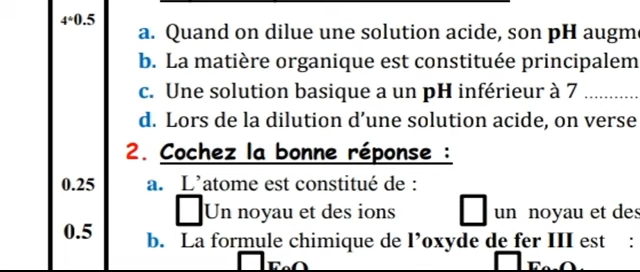 4*0.5
a. Quand on dilue une solution acide, son pH
b. La matière organique est constituée
c. Une solution basique a un pH inférieur à 7 ...........
d. Lors de la dilution d’une solution acide, on verse
2. Cochez la bonne réponse :
0.25 a. L’atome est constitué de :
Un noyau et des ions un noyau et des
0.5 b. La formule chimique de l’oxyde de fer III est :